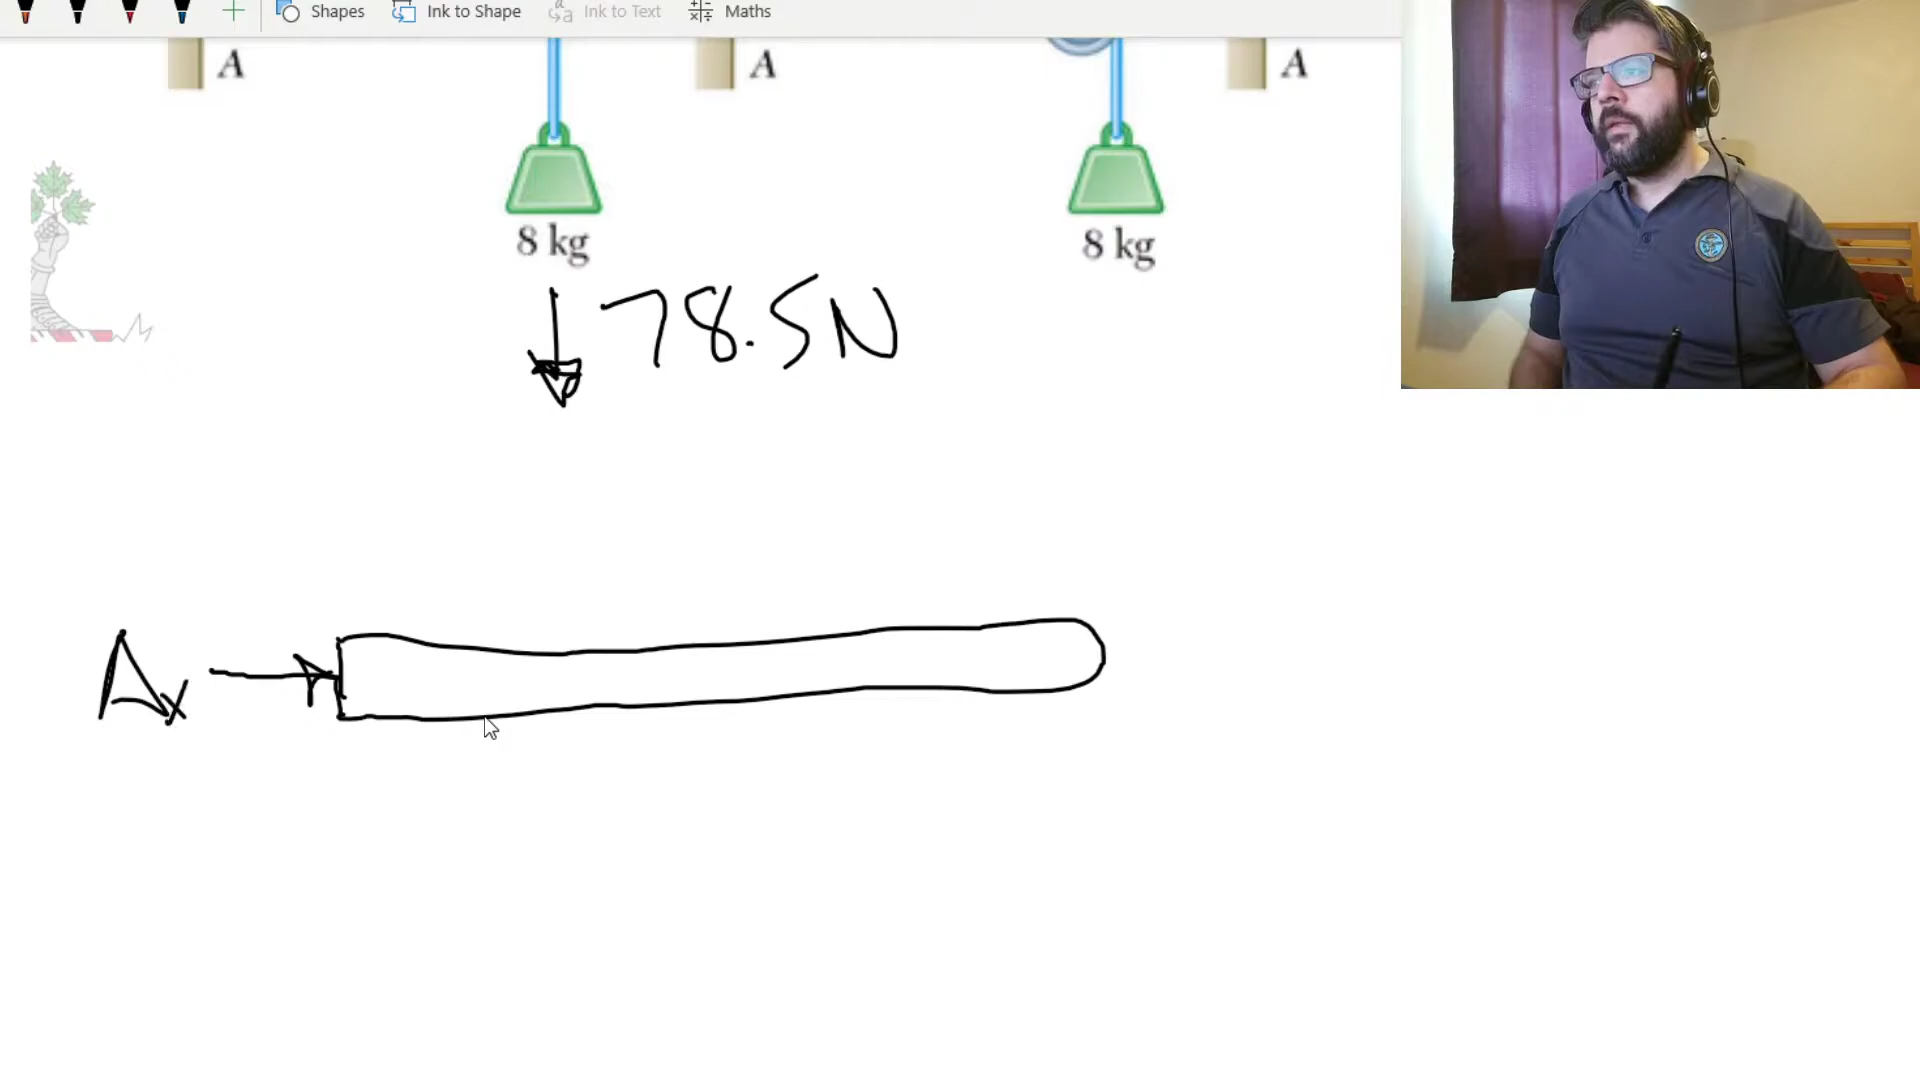 Shapes Ink to Shape Ink to Text Maths
A A A
8 kg 8 kg
78.5N
Ax